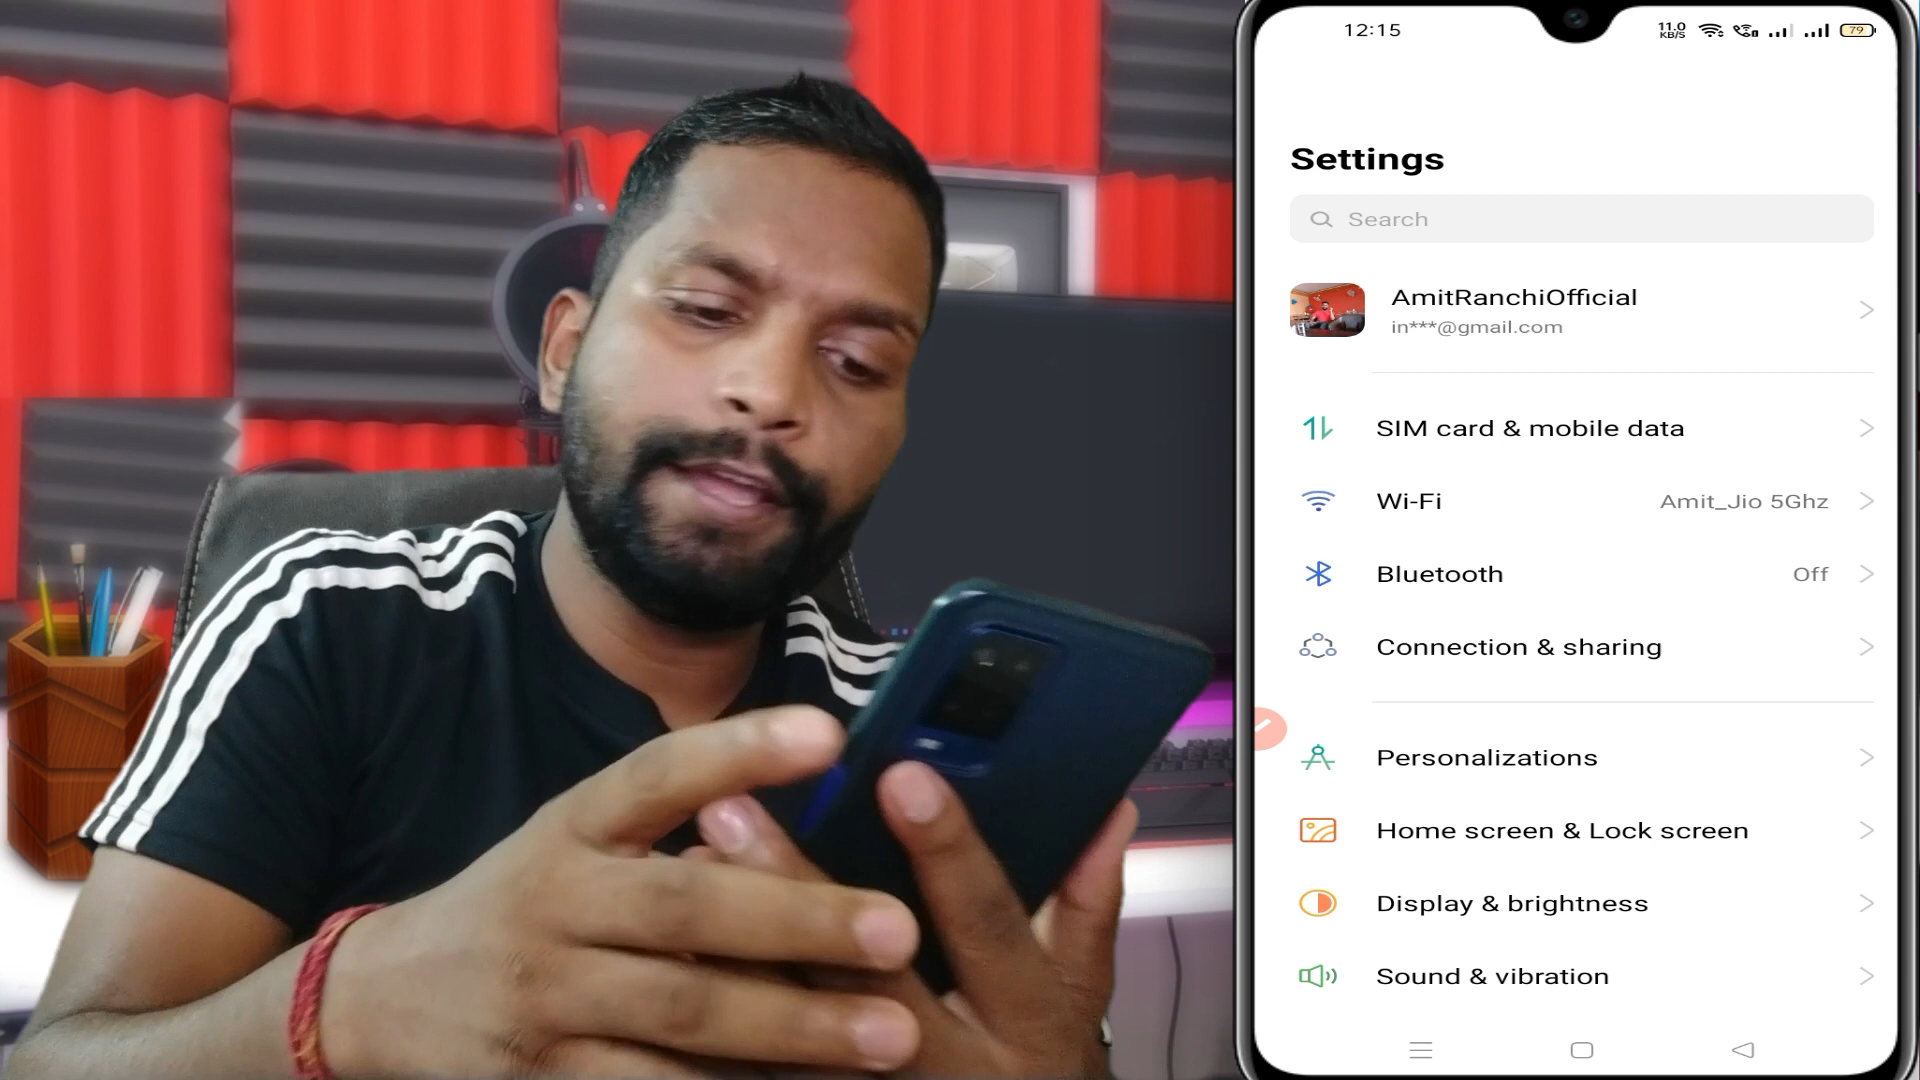 12:15
11.0
KB/S
79
Settings
Search
AmitRanchiOfficial
in***@gmail.com
SIM card & mobile data
Wi-Fi Amit_Jio 5Ghz
Bluetooth Off
Connection & sharing
Personalizations
Home screen & Lock screen
Display & brightness
Sound & vibration